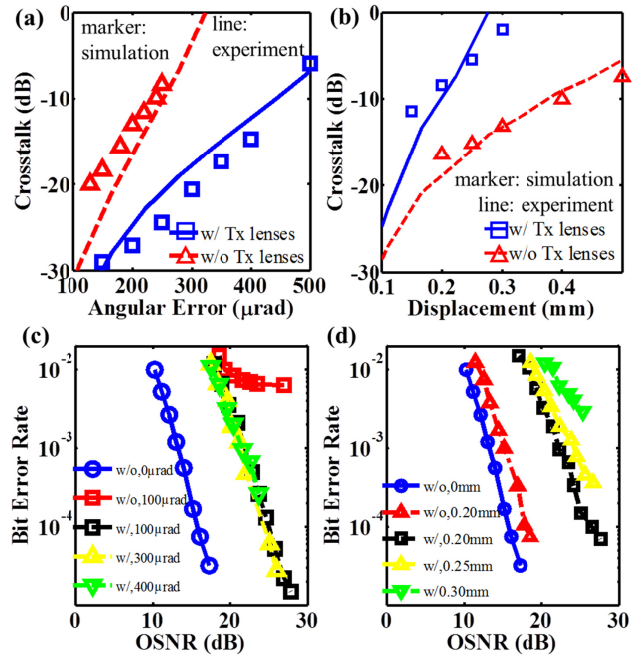 (a)
marker:
simulation
line:
experiment
0
-10
-20
-30
Crosstalk (dB)
w/ Tx lenses
w/o Tx lenses
100
200
300
400
500
Angular Error (μrad)
(b)
0
-10
-20
-30
Crosstalk (dB)
marker: simulation
line: experiment
w/ Tx lenses
w/o Tx lenses
0.1
0.2
0.4
Displacement (mm)
(c)
10-2
10-3
10-4
Bit Error Rate
w/o,0μrad
w/o,100μrad
w/,100μrad
w/,300μrad
w/,400μrad
0
10
20
30
OSNR (dB)
(d)
10-2
10-3
10-4
Bit Error Rate
w/o,0mm
w/o,0.20mm
w/,0.20mm
w/,0.25mm
w/0.30mm
0
10
20
30
OSNR (dB)